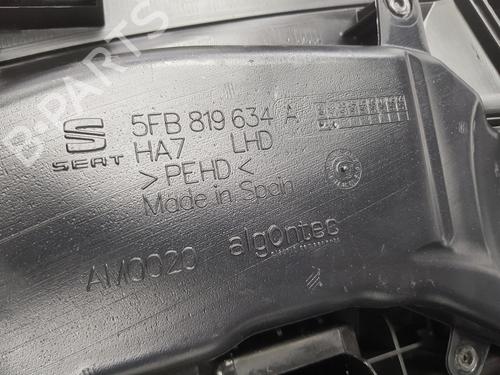 B-PARTS
SEAT
5FB 819 634 A
HA7 LHD
>PEHD<
Made in Spain
AM0020
algontec